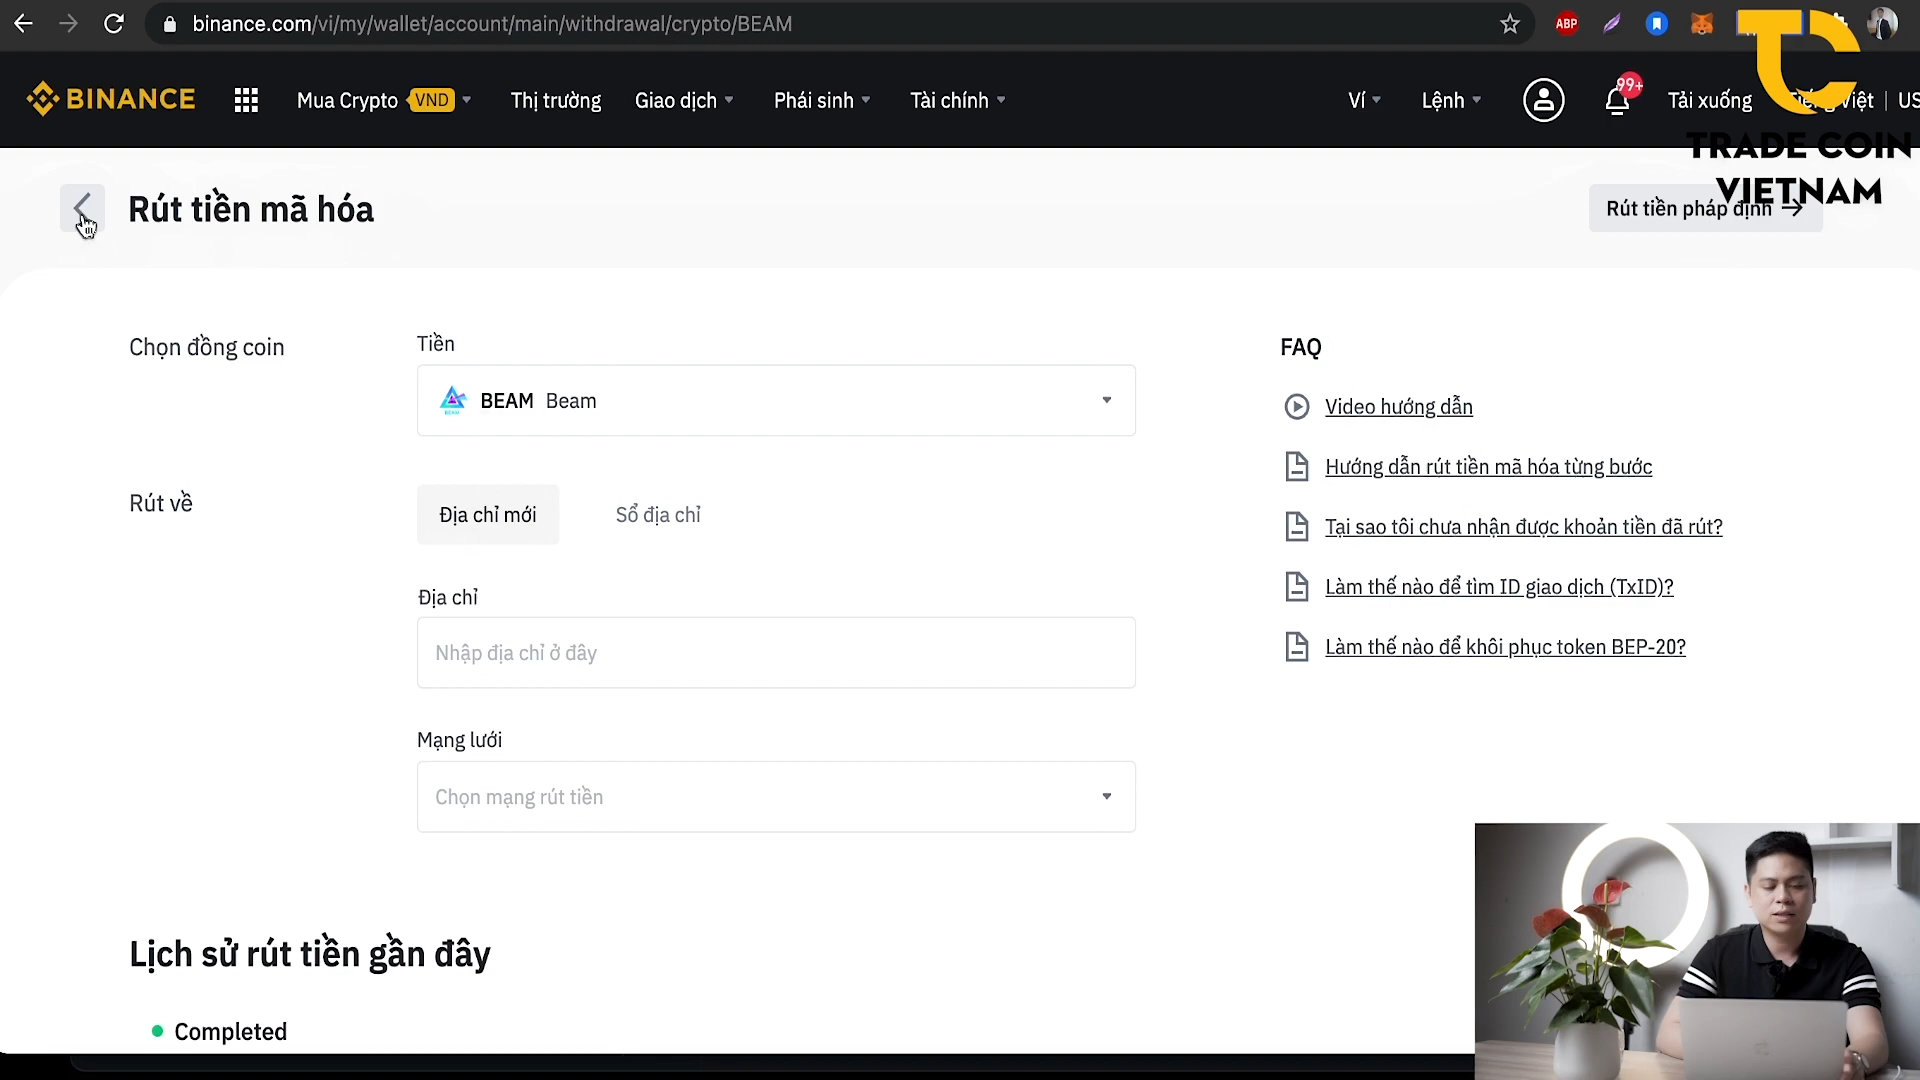 binance.com/vi/my/wallet/account/main/withdrawal/crypto/BEAM
ABP
BINANCE
Mua Crypto VND
Thị trường
Giao dịch
Phái sinh
Tài chính
Ví
Lệnh
99+
Tải xuống
Việt | US
TRADE COIN
VIETNAM
Rút tiền mã hóa
Rút tiền pháp định
Chọn đồng coin
Tiền
BEAM Beam
Rút về
Địa chỉ mới
Sổ địa chỉ
Địa chỉ
Nhập địa chỉ ở đây
Mạng lưới
Chọn mạng rút tiền
FAQ
Video hướng dẫn
Hướng dẫn rút tiền mã hóa từng bước
Tại sao tôi chưa nhận được khoản tiền đã rút?
Làm thế nào để tìm ID giao dịch (TxID)?
Làm thế nào để khôi phục token BEP-20?
Lịch sử rút tiền gần đây
Completed